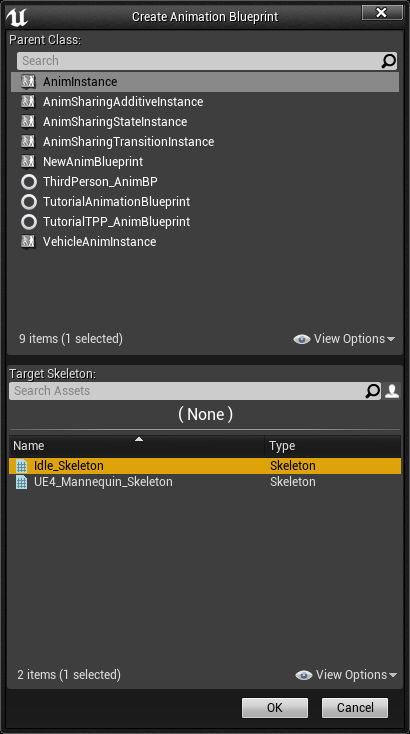 Create Animation Blueprint
Parent Class:
Search
AnimInstance
AnimSharingAdditiveInstance
AnimSharingStateInstance
AnimSharingTransitionInstance
NewAnimBlueprint
ThirdPerson_AnimBP
TutorialAnimationBlueprint
TutorialTPP_AnimBlueprint
VehicleAnimInstance
9 items (1 selected) View Options
Target Skeleton:
Search Assets
( None )
Name Type
Idle_Skeleton Skeleton
UE4_Mannequin_Skeleton Skeleton
2 items (1 selected) View Options
OK Cancel